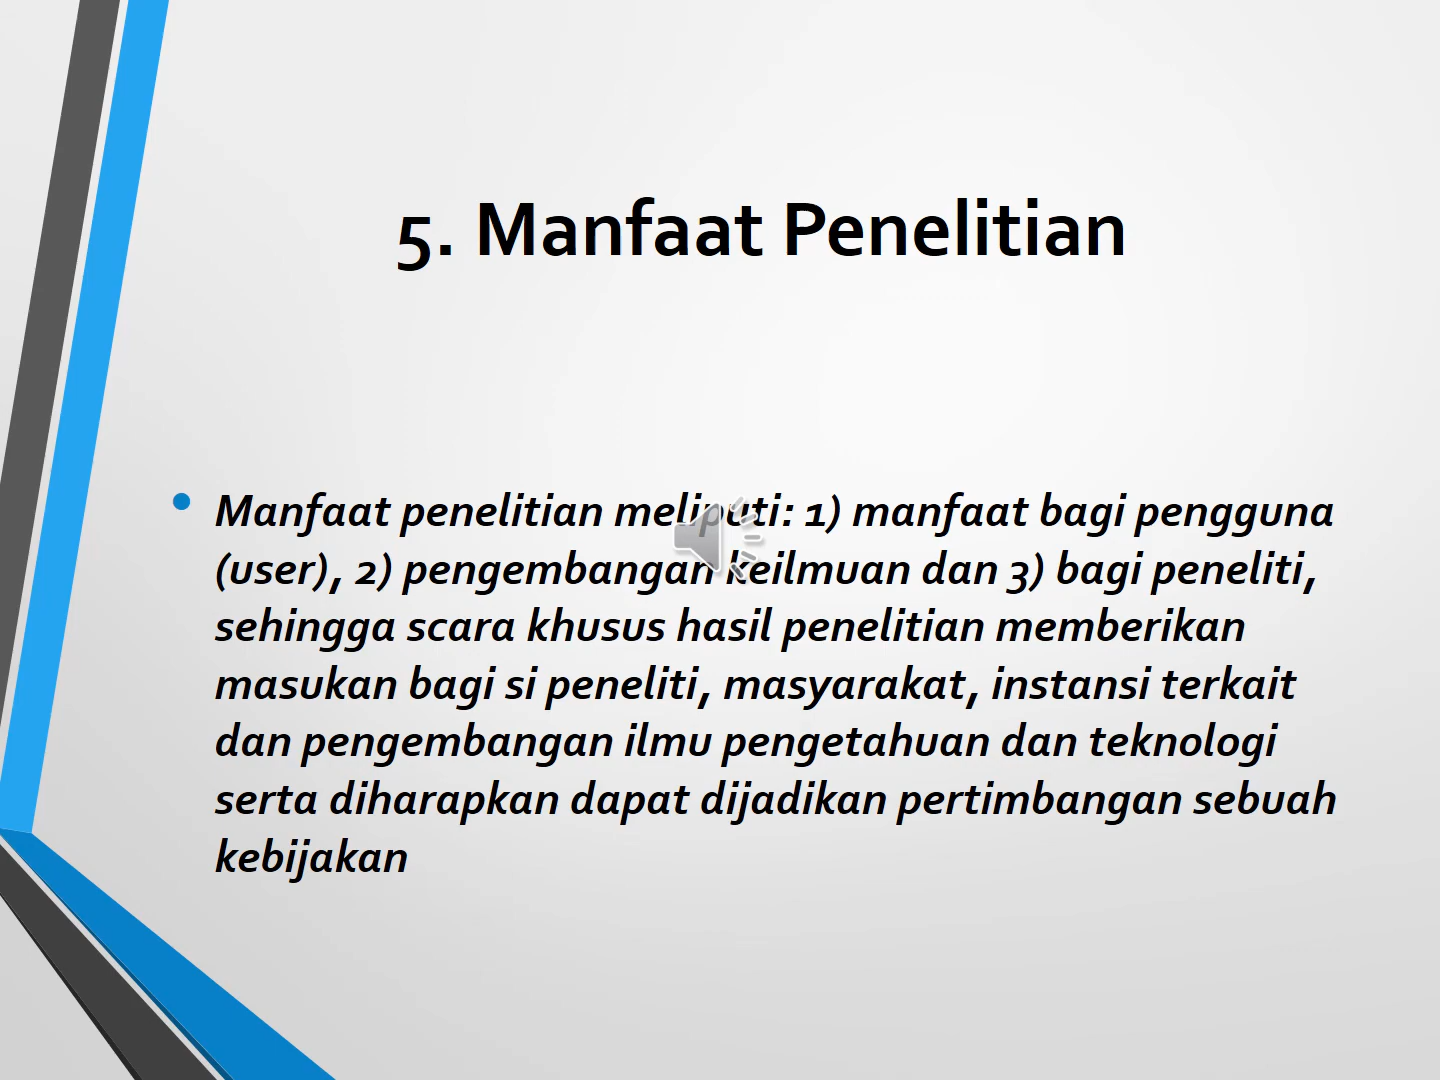 5. Manfaat Penelitian
Manfaat penelitian meliputi: 1) manfaat bagi pengguna
(user), 2) pengembangan keilmuan dan 3) bagi peneliti,
sehingga scara khusus hasil penelitian memberikan
masukan bagi si peneliti, masyarakat, instansi terkait
dan pengembangan ilmu pengetahuan dan teknologi
serta diharapkan dapat dijadikan pertimbangan sebuah
kebijakan